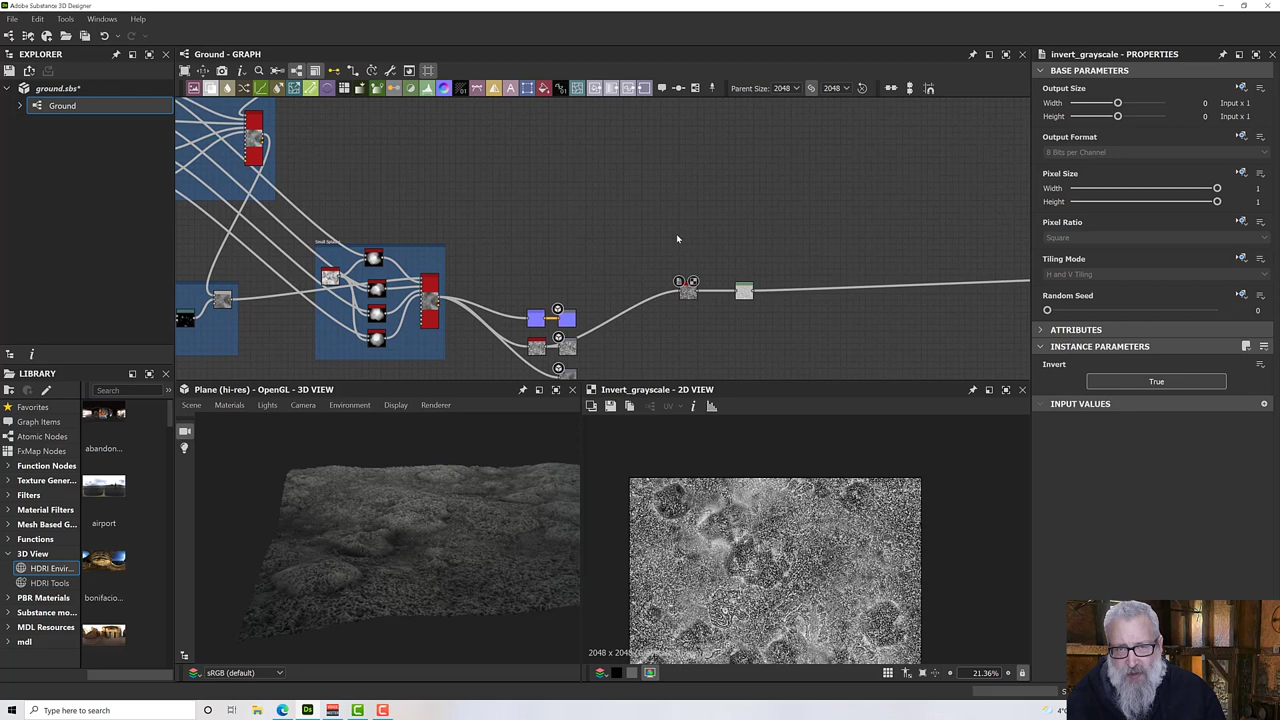 Adobe Substance 3D Designer
File Edit Tools Windows Help
EXPLORER
ground.sbs*
Ground
Ground - GRAPH
Parent Size: 2048 2048
LIBRARY
Search
Favorites
Graph Items
Atomic Nodes
FxMap Nodes
Function Nodes
Texture Gener...
Filters
Material Filters
Mesh Based G...
Functions
3D View
HDRI Envir...
HDRI Tools
PBR Materials
Substance mo...
MDL Resources
mdl
abandon...
airport
bonifacio...
Plane (hi-res) - OpenGL - 3D VIEW
Scene Materials Lights Camera Environment Display Renderer
sRGB (default)
Invert_grayscale - 2D VIEW
UV
21.36%
invert_grayscale - PROPERTIES
BASE PARAMETERS
Output Size
Width 0 Input x 1
Height 0 Input x 1
Output Format
8 Bits per Channel
Pixel Size
Width 1
Height 1
Pixel Ratio
Square
Tiling Mode
H and V Tiling
Random Seed
0
ATTRIBUTES
INSTANCE PARAMETERS
Invert
True
INPUT VALUES
Type here to search